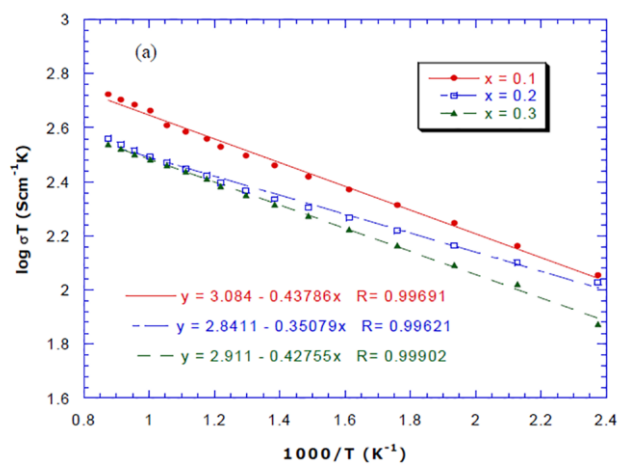 (a)
x = 0.1
x = 0.2
x = 0.3
log σT (Scm⁻¹K)
3
2.8
2.6
2.4
2.2
2
1.8
1.6
y = 3.084 - 0.43786x R= 0.99691
y = 2.8411 - 0.35079x R= 0.99621
y = 2.911 - 0.42755x R= 0.99902
0.8 1 1.2 1.4 1.6 1.8 2 2.2 2.4
1000/T (K⁻¹)